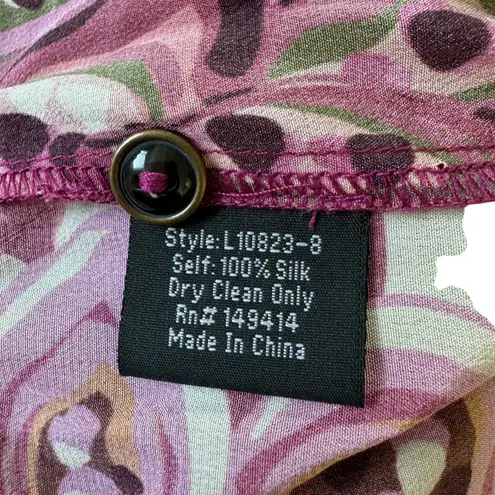 Style: L10823-8
Self: 100% Silk
Dry Clean Only
Rn# 149414
Made In China